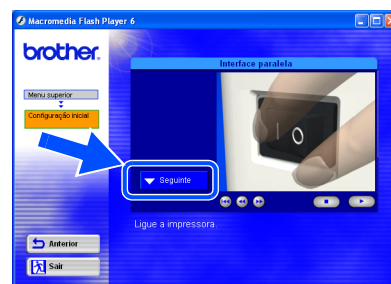 Macromedia Flash Player 6
brother.
Interface paralela
Menu superior
Configuração inicial
Seguinte
Ligue a impressora.
Anterior
Sair